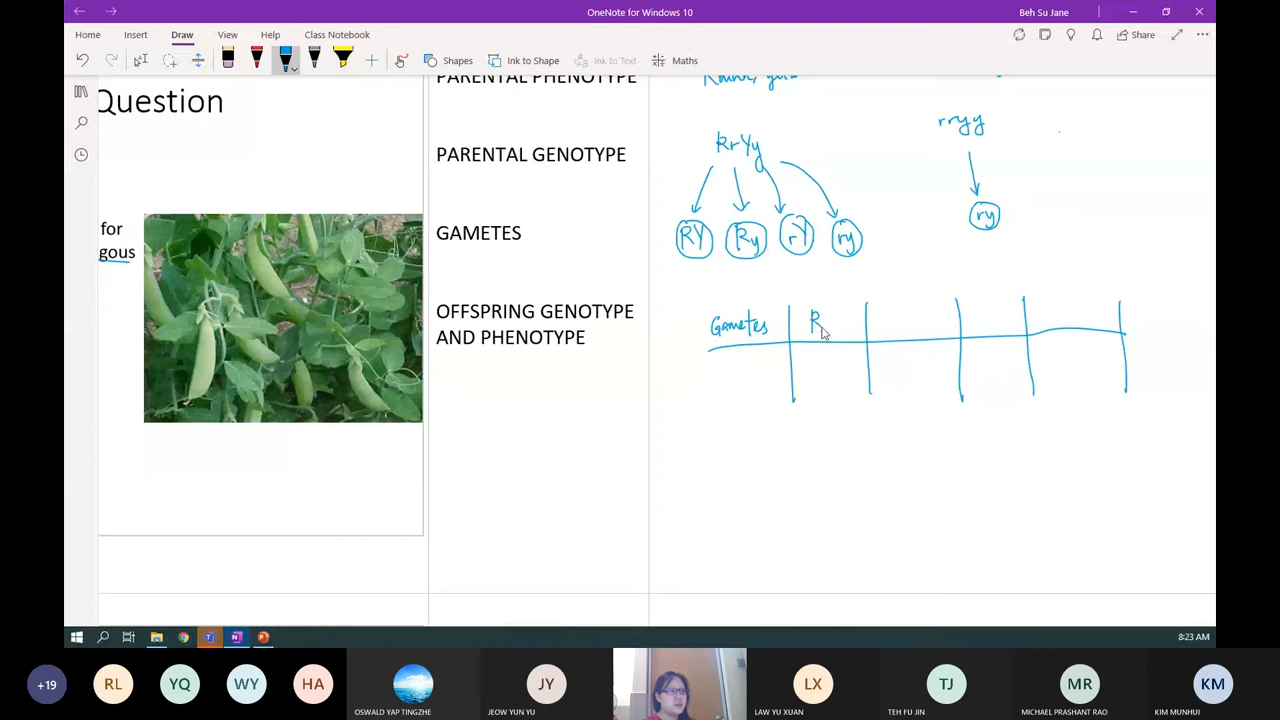 OneNote for Windows 10
Beh Su Jane
Home Insert Draw View Help Class Notebook
Share
Shapes Ink to Shape Ink to Text Maths
Question
for
gous
PARENTAL PHENOTYPE
PARENTAL GENOTYPE
GAMETES
OFFSPRING GENOTYPE
AND PHENOTYPE
RrYy
rryy
RY Ry rY ry
ry
Gametes R
8:23 AM
+19 RL YQ WY HA JY LX TJ MR KM
OSWALD YAP TINGZHE JEOW YUN YU LAW YU XUAN TEH FU JIN MICHAEL PRASHANT RAO KIM MUNHUI